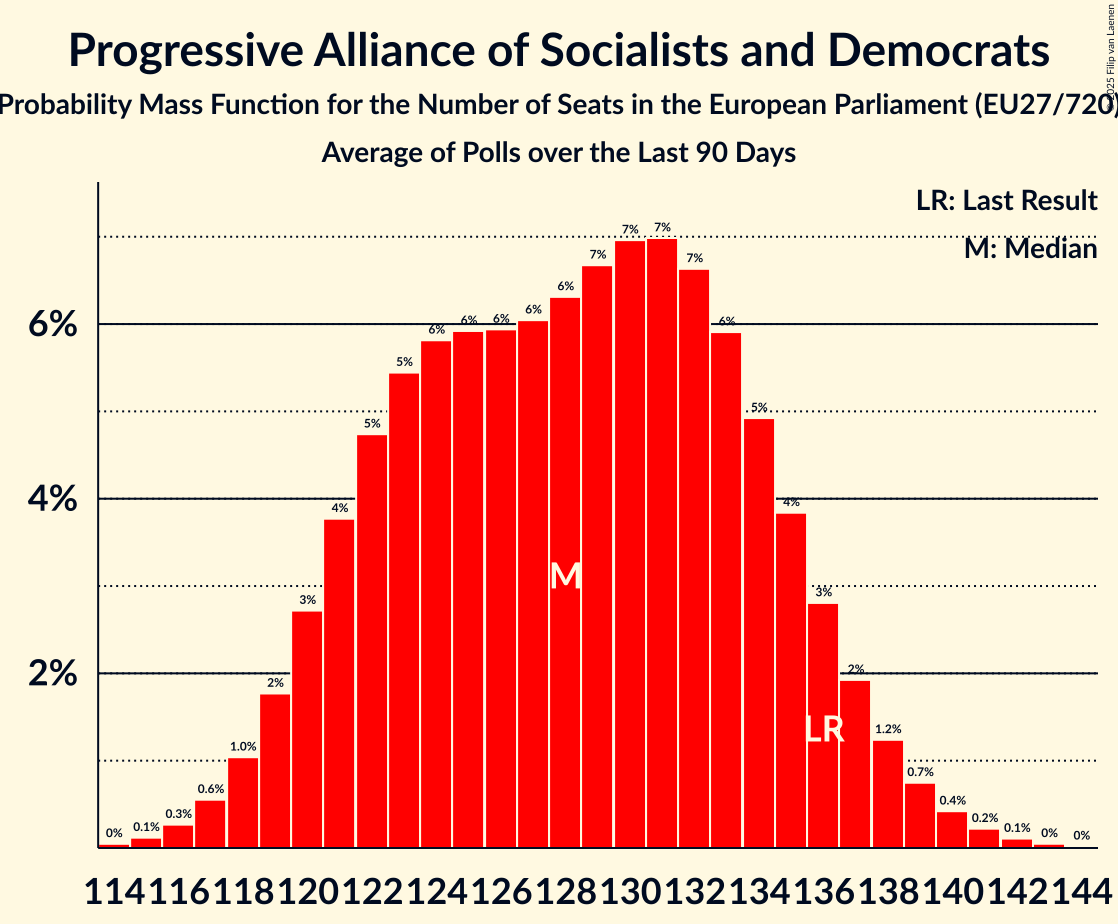 Progressive Alliance of Socialists and Democrats
Probability Mass Function for the Number of Seats in the European Parliament (EU27/720)
Average of Polls over the Last 90 Days
© 2025 Filip van Laenen
LR: Last Result
M: Median
6%
4%
2%
0% 0.1% 0.3% 0.6% 1.0% 2% 3% 4% 5% 5% 6% 6% 6% 6% 6% 7% 7% 7% 7% 6% 5% 4% 3% 2% 1.2% 0.7% 0.4% 0.2% 0.1% 0% 0%
M
LR
114 116 118 120 122 124 126 128 130 132 134 136 138 140 142 144